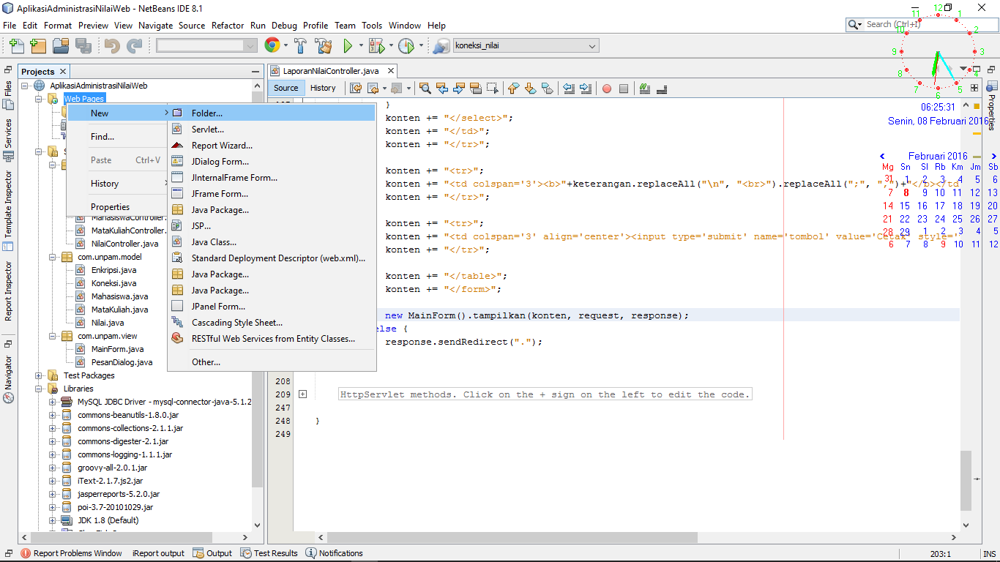 AplikasiAdministrasiNilaiWeb - NetBeans IDE 8.1
File Edit Format Preview View Navigate Source Refactor Run Debug Profile Team Tools Window Help
Search (Ctrl+I)
koneksi_nilai
Projects
LaporanNilaiController.java
Source History
Files
Services
Template Inspector
Report Inspector
Navigator
Properties
AplikasiAdministrasiNilaiWeb
Web Pages
MahasiswaController.
MataKuliahController.
NilaiController.java
com.unpam.model
Enkripsi.java
Koneksi.java
Mahasiswa.java
MataKuliah.java
Nilai.java
com.unpam.view
MainForm.java
PesanDialog.java
Test Packages
Libraries
MySQL JDBC Driver - mysql-connector-java-5.1.2
commons-beanutils-1.8.0.jar
commons-collections-2.1.1.jar
commons-digester-2.1.jar
commons-logging-1.1.1.jar
groovy-all-2.0.1.jar
iText-2.1.7.js2.jar
jasperreports-5.2.0.jar
poi-3.7-20101029.jar
JDK 1.8 (Default)
New
Find...
Paste Ctrl+V
History
Properties
Folder...
Servlet...
Report Wizard...
JDialog Form...
JInternalFrame Form...
JFrame Form...
Java Package...
JSP...
Java Class...
Standard Deployment Descriptor (web.xml)...
Java Package...
Java Package...
JPanel Form...
Cascading Style Sheet...
RESTful Web Services from Entity Classes...
Other...
}
konten += "</select>";
konten += "</td>";
konten += "</tr>";
konten += "<tr>";
konten += "<td colspan='3'><b>"+keterangan.replaceAll("\n", "<br>").replaceAll(";", ",")+"</b></td
konten += "</tr>";
konten += "<tr>";
konten += "<td colspan='3' align='center'><input type='submit' name='tombol' value='Cetak' style='
konten += "</tr>";
konten += "</table>";
konten += "</form>";
new MainForm().tampilkan(konten, request, response);
else {
response.sendRedirect(".");
208
209 HttpServlet methods. Click on the + sign on the left to edit the code.
247
248 }
249
12
1
2
3
4
5
6
7
8
9
10
11
06:25:31
Senin, 08 Februari 2016
Februari 2016
Mg Sn Sl Rb Km Jm Sb
31 1 2 3 4 5 6
7 8 9 10 11 12 13
14 15 16 17 18 19 20
21 22 23 24 25 26 27
28 29 1 2 3 4 5
6 7 8 9 10 11 12
Report Problems Window iReport output Output Test Results Notifications
203:1 INS